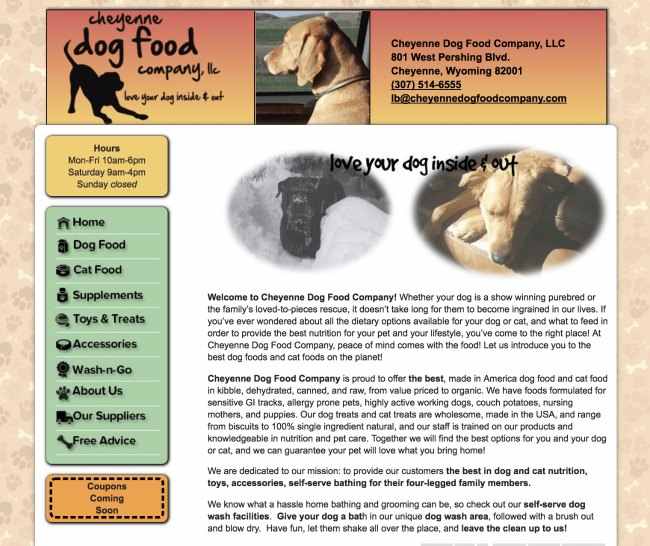 cheyenne
dog food
company, llc
love your dog inside & out
Cheyenne Dog Food Company, LLC
801 West Pershing Blvd.
Cheyenne, Wyoming 82001
(307) 514-6555
lb@cheyennedogfoodcompany.com
Hours
Mon-Fri 10am-6pm
Saturday 9am-4pm
Sunday closed
Home
Dog Food
Cat Food
Supplements
Toys & Treats
Accessories
Wash-n-Go
About Us
Our Suppliers
Free Advice
Coupons
Coming
Soon
love your dog inside & out
Welcome to Cheyenne Dog Food Company! Whether your dog is a show winning purebred or
the family's loved-to-pieces rescue, it doesn't take long for them to become ingrained in our lives. If
you've ever wondered about all the dietary options available for your dog or cat, and what to feed in
order to provide the best nutrition for your pet and your lifestyle, you've come to the right place! At
Cheyenne Dog Food Company, peace of mind comes with the food! Let us introduce you to the
best dog foods and cat foods on the planet!
Cheyenne Dog Food Company is proud to offer the best, made in America dog food and cat food
in kibble, dehydrated, canned, and raw, from value priced to organic. We have foods formulated for
sensitive GI tracks, allergy prone pets, highly active working dogs, couch potatoes, nursing
mothers, and puppies. Our dog treats and cat treats are wholesome, made in the USA, and range
from biscuits to 100% single ingredient natural, and our staff is trained on our products and
knowledgeable in nutrition and pet care. Together we will find the best options for you and your dog
or cat, and we can guarantee your pet will love what you bring home!
We are dedicated to our mission: to provide our customers the best in dog and cat nutrition,
toys, accessories, self-serve bathing for their four-legged family members.
We know what a hassle home bathing and grooming can be, so check out our self-serve dog
wash facilities. Give your dog a bath in our unique dog wash area, followed with a brush out
and blow dry. Have fun, let them shake all over the place, and leave the clean up to us!